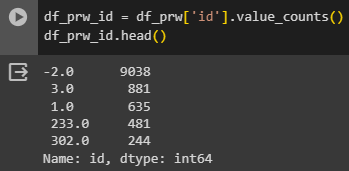 df_prw_id = df_prw['id'].value_counts()
df_prw_id.head()
-2.0 9038
3.0 881
1.0 635
233.0 481
302.0 244
Name: id, dtype: int64